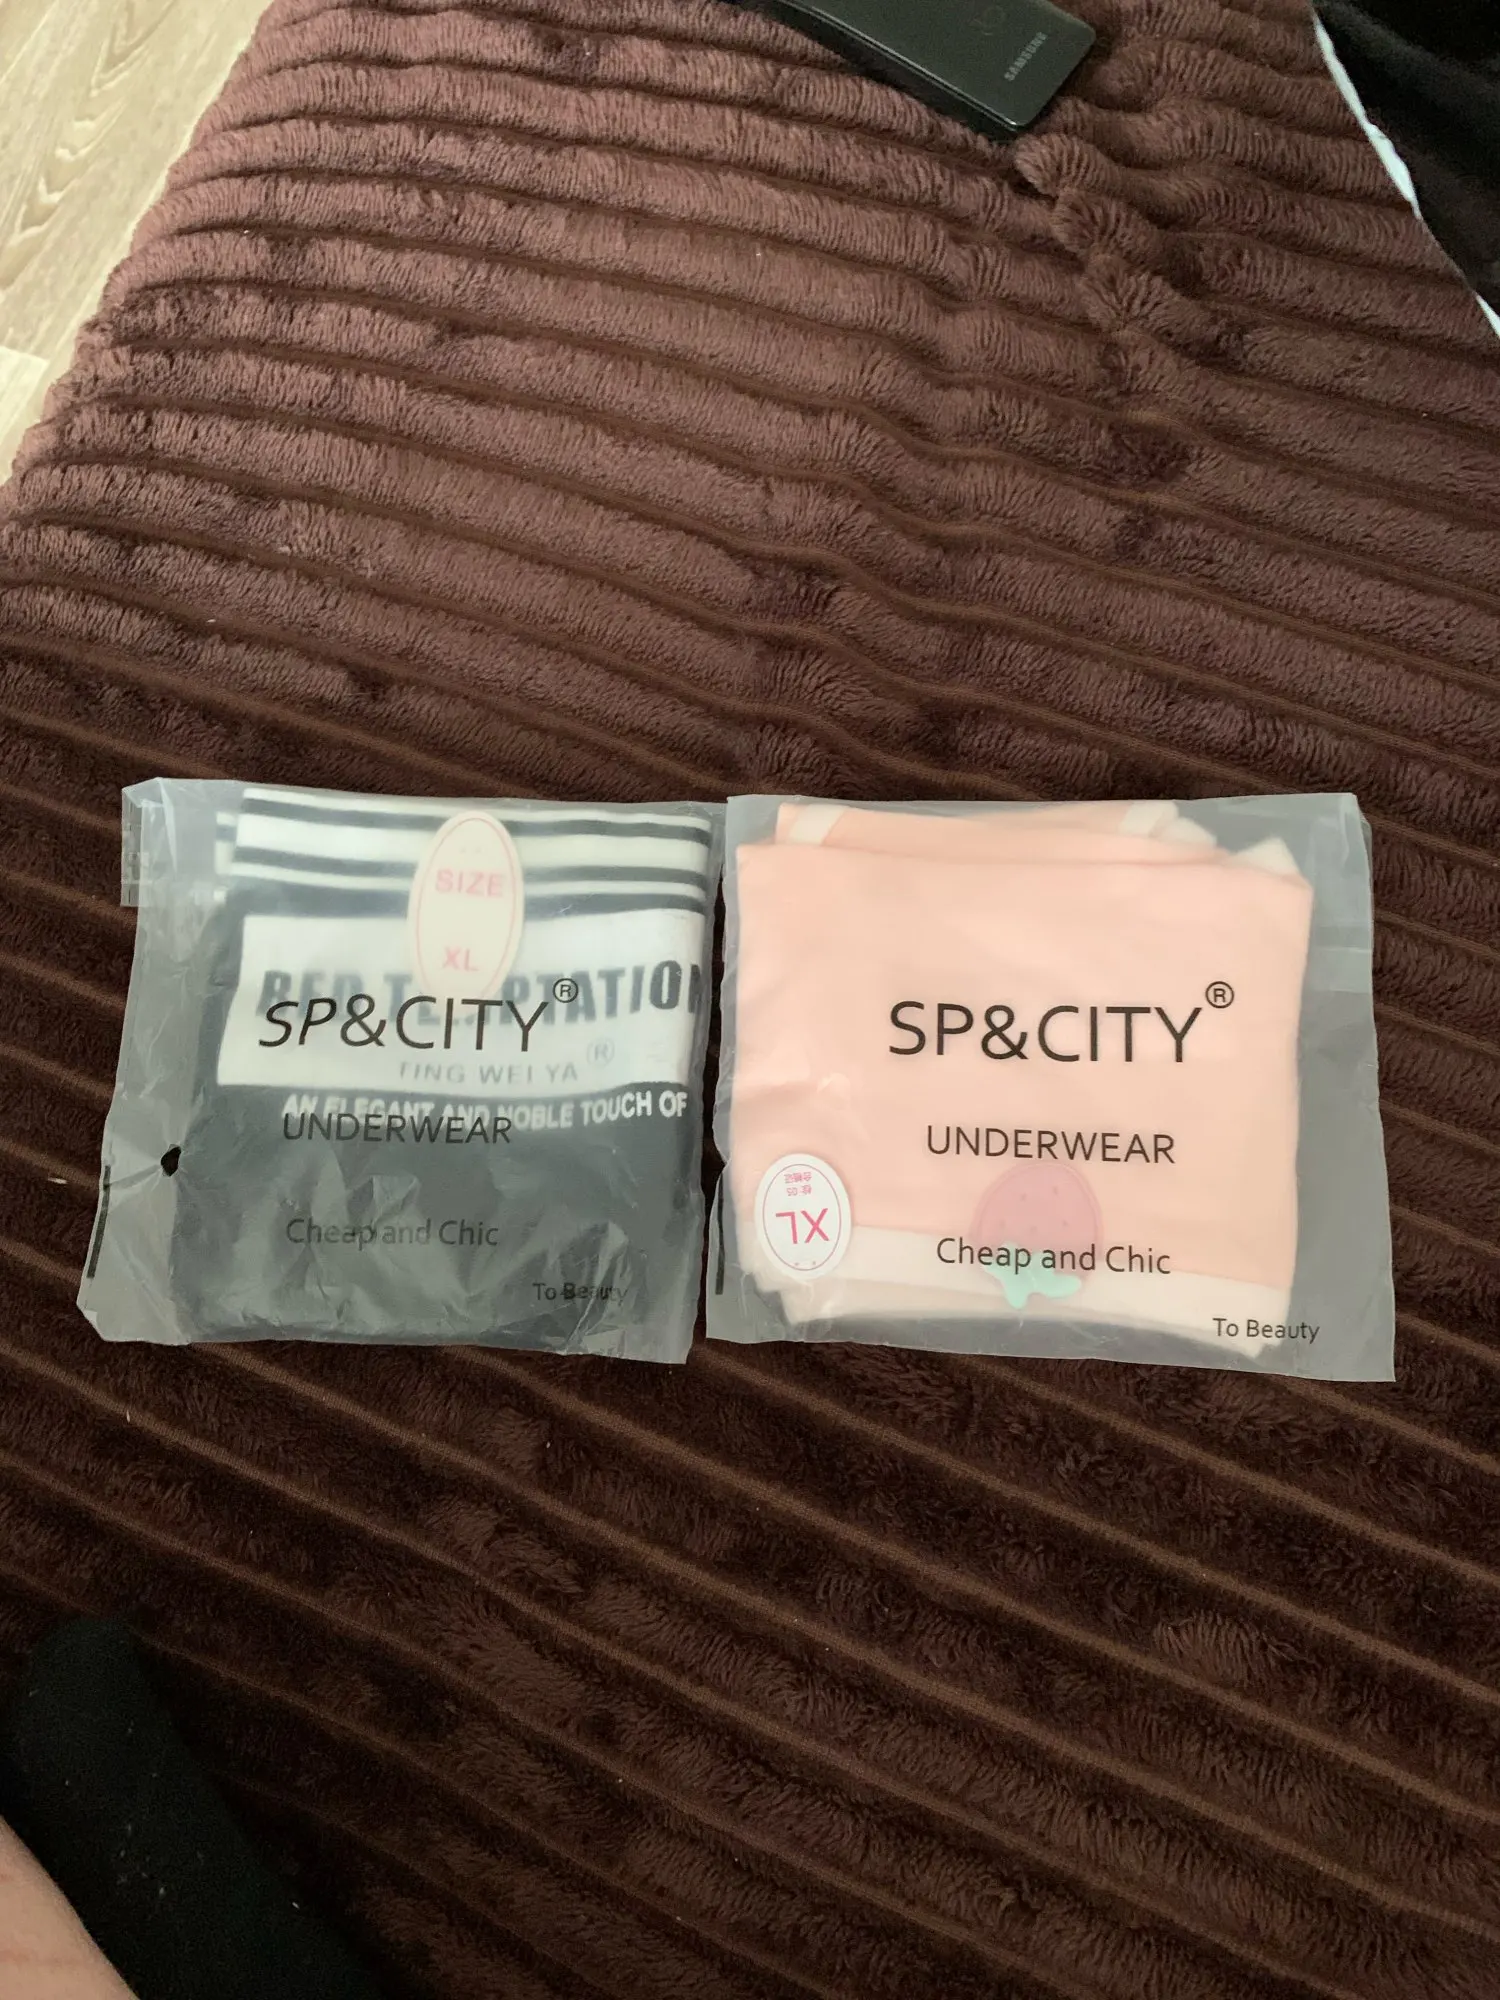 SAMSUNG
SIZE
XL
SP&CITY®
TING WEI YA ®
AN ELEGANT AND NOBLE TOUCH OF
UNDERWEAR
Cheap and Chic
To Beauty
SP&CITY®
UNDERWEAR
XL
Cheap and Chic
To Beauty